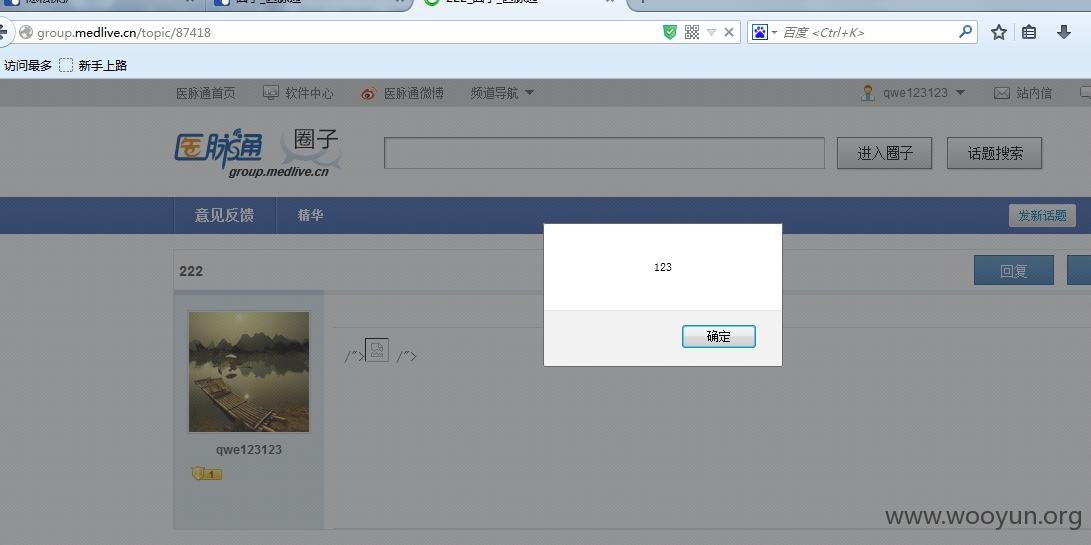 group.medlive.cn/topic/87418
百度 <Ctrl+K>
访问最多 新手上路
医脉通首页 软件中心 医脉通微博 频道导航 qwe123123 站内信
医脉通 圈子
group.medlive.cn
进入圈子 话题搜索
意见反馈 精华 发新话题
222 回复
123
确定
/"> /">
qwe123123
1
www.wooyun.org